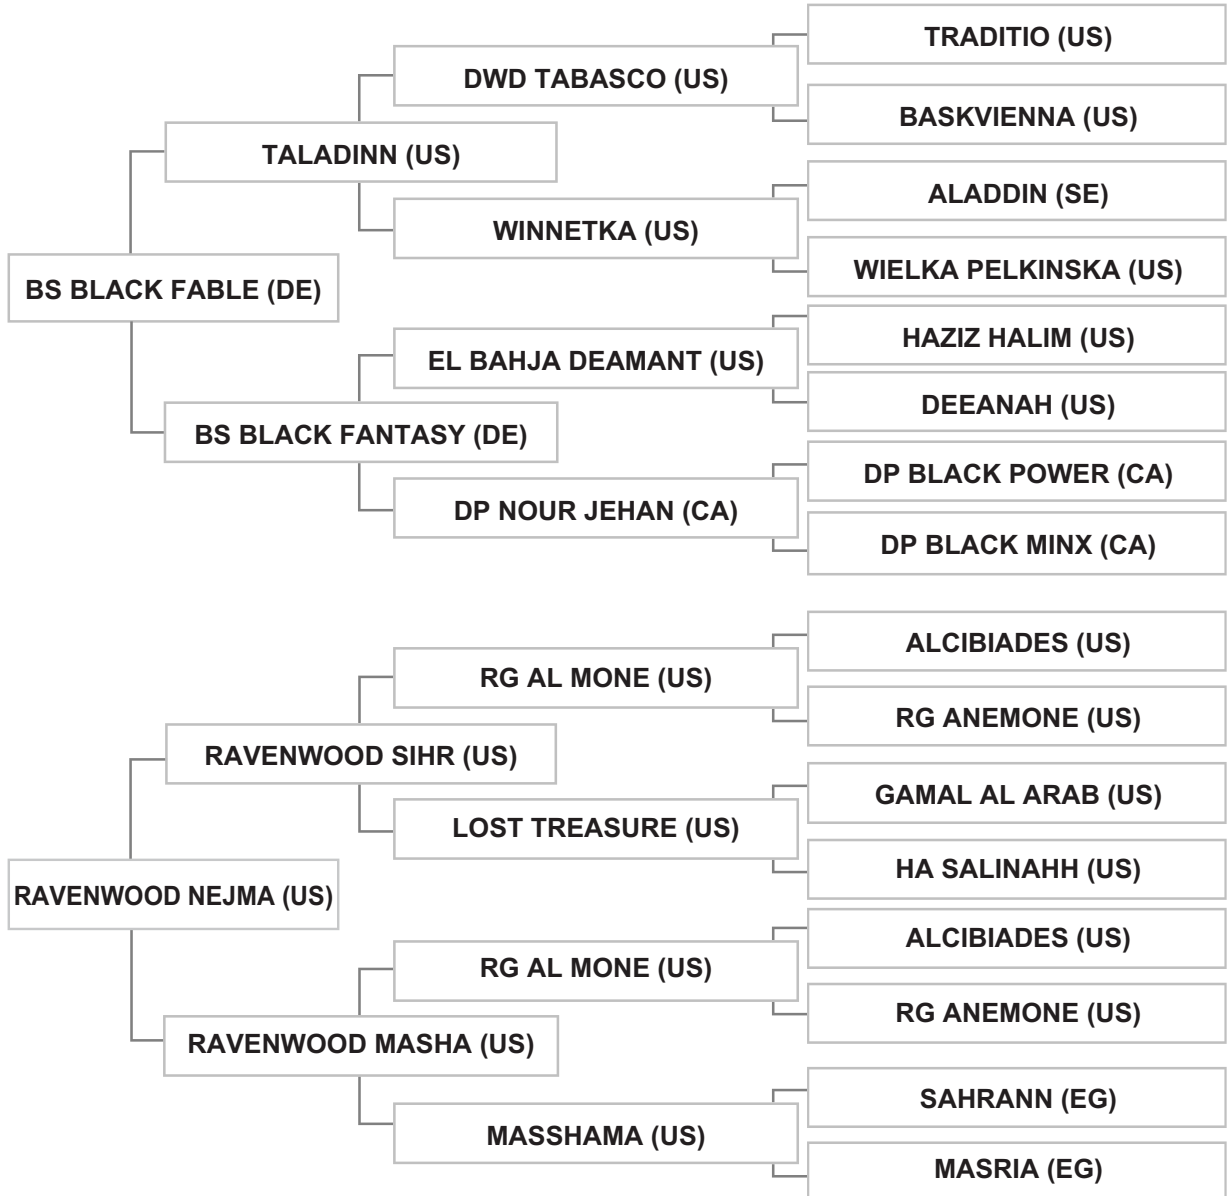 TRADITIO (US)
DWD TABASCO (US)
BASKVIENNA (US)
TALADINN (US)
ALADDIN (SE)
WINNETKA (US)
WIELKA PELKINSKA (US)
BS BLACK FABLE (DE)
HAZIZ HALIM (US)
EL BAHJA DEAMANT (US)
DEEANAH (US)
BS BLACK FANTASY (DE)
DP BLACK POWER (CA)
DP NOUR JEHAN (CA)
DP BLACK MINX (CA)
ALCIBIADES (US)
RG AL MONE (US)
RG ANEMONE (US)
RAVENWOOD SIHR (US)
GAMAL AL ARAB (US)
LOST TREASURE (US)
HA SALINAHH (US)
RAVENWOOD NEJMA (US)
ALCIBIADES (US)
RG AL MONE (US)
RG ANEMONE (US)
RAVENWOOD MASHA (US)
SAHRANN (EG)
MASSHAMA (US)
MASRIA (EG)